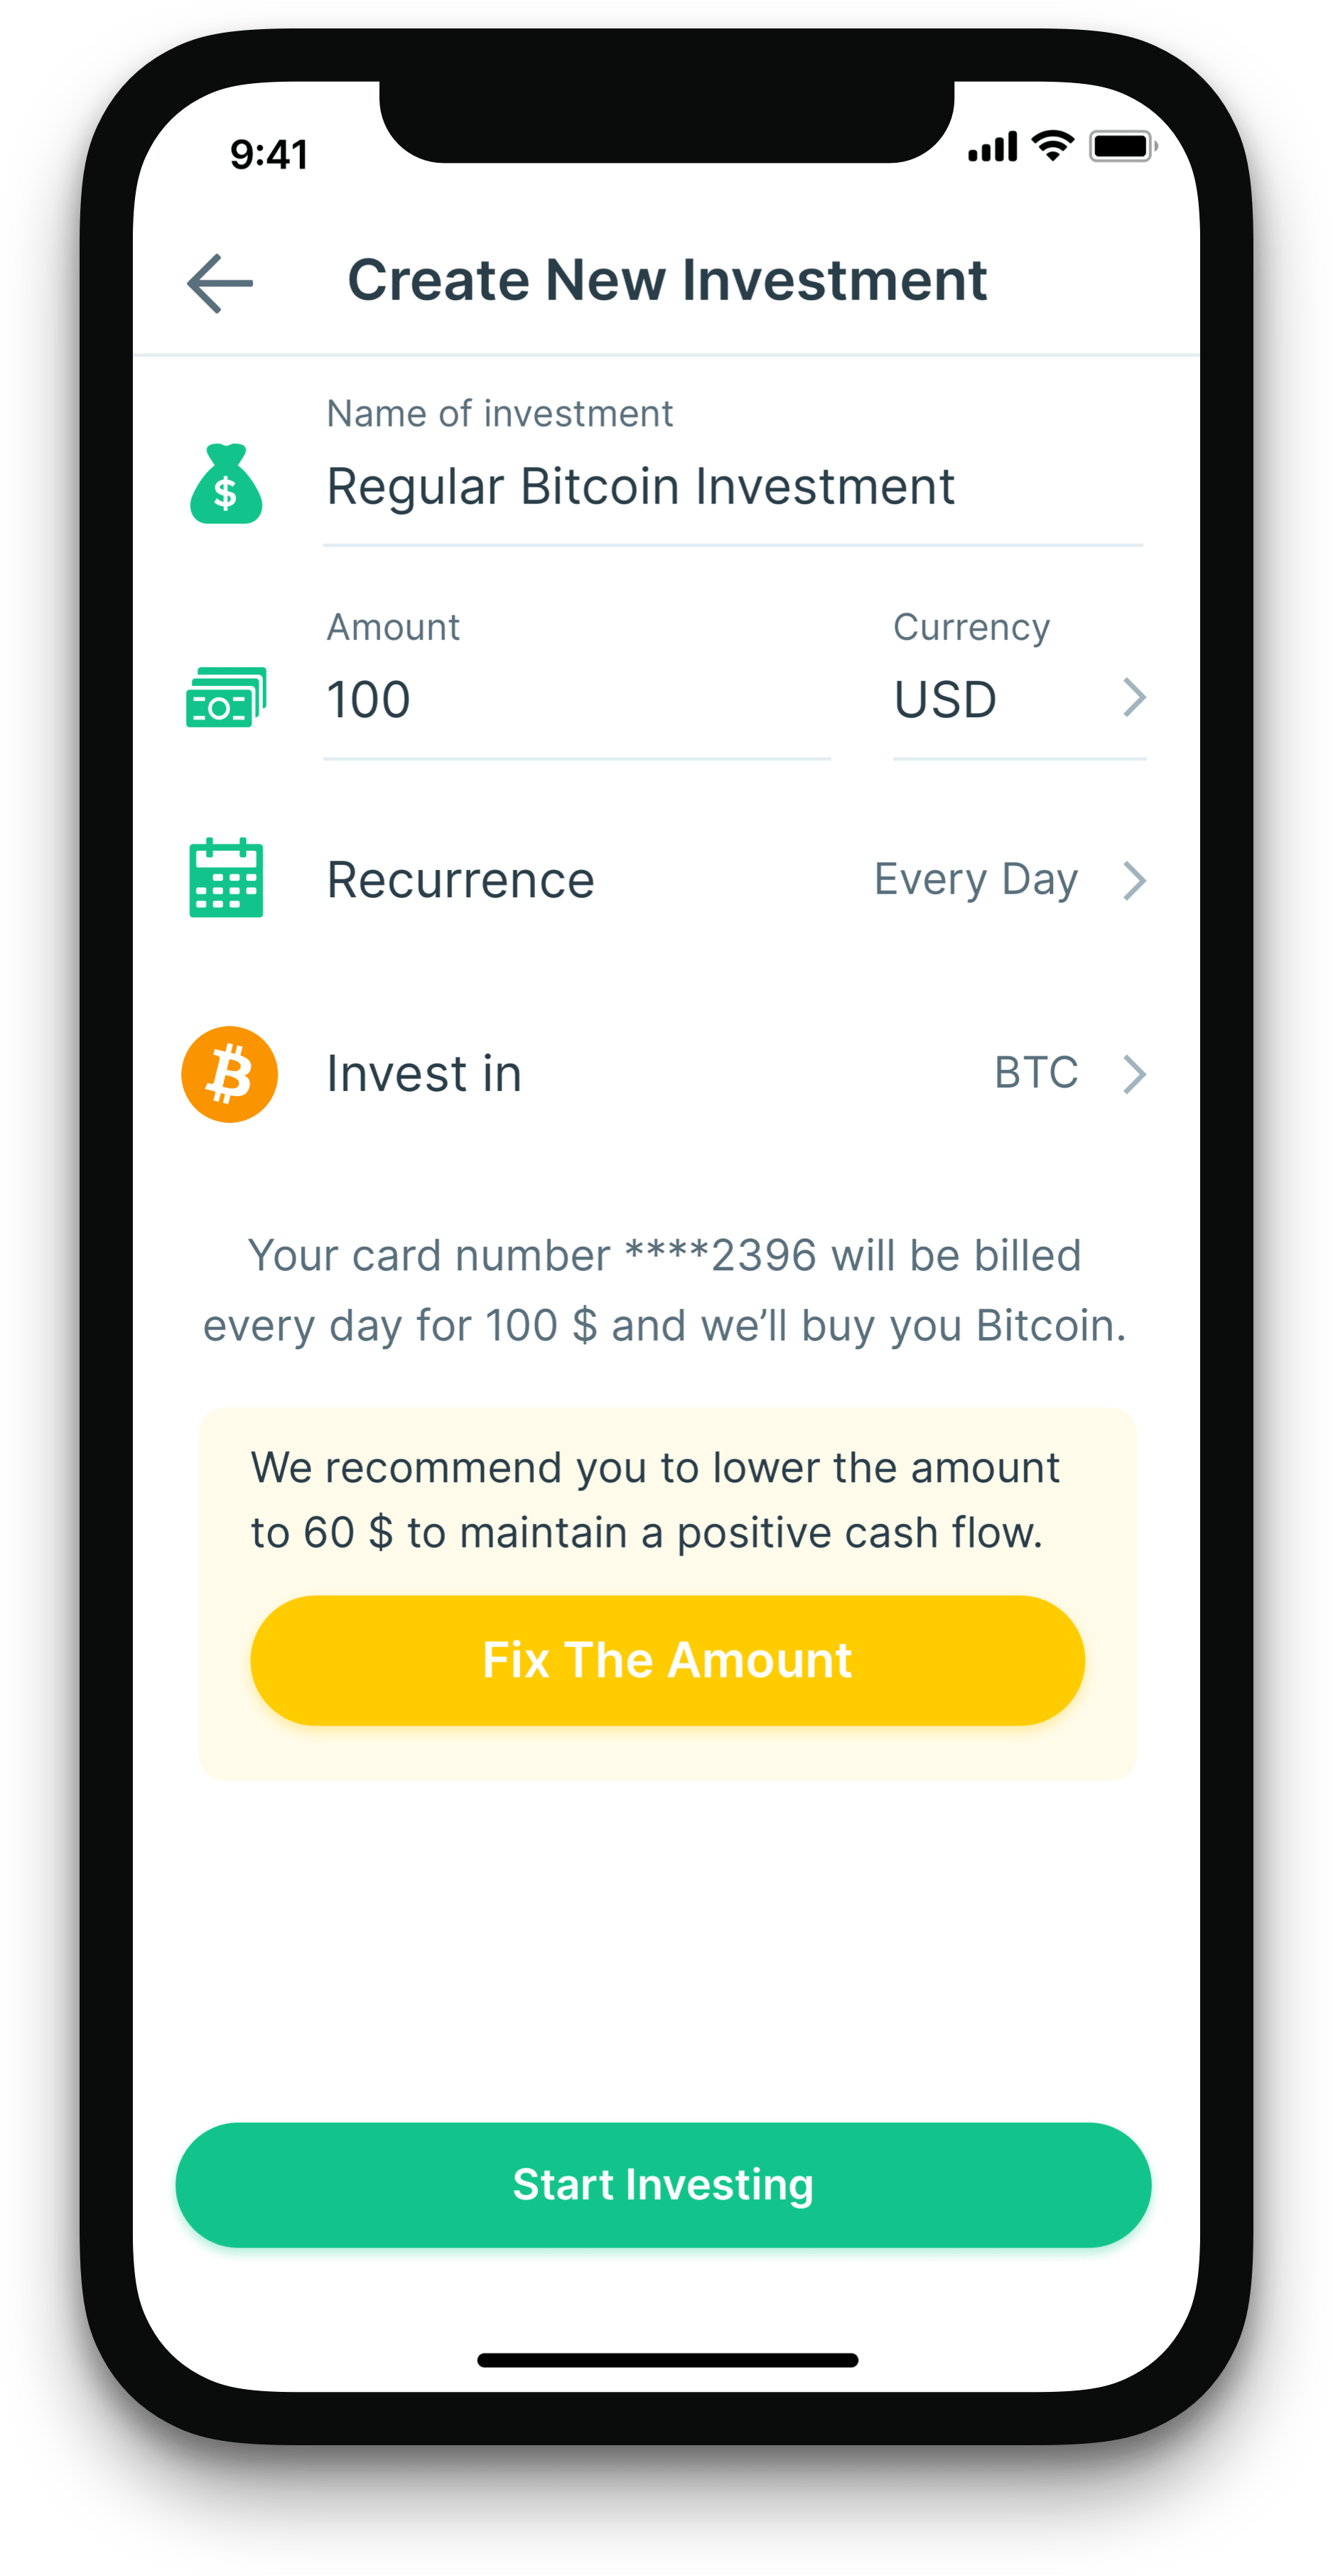 9:41
Create New Investment
Name of investment
$
Regular Bitcoin Investment
Amount
Currency
100
USD
Recurrence
Every Day
Invest in
BTC
Your card number ****2396 will be billed
every day for 100 $ and we’ll buy you Bitcoin.
We recommend you to lower the amount
to 60 $ to maintain a positive cash flow.
Fix The Amount
Start Investing